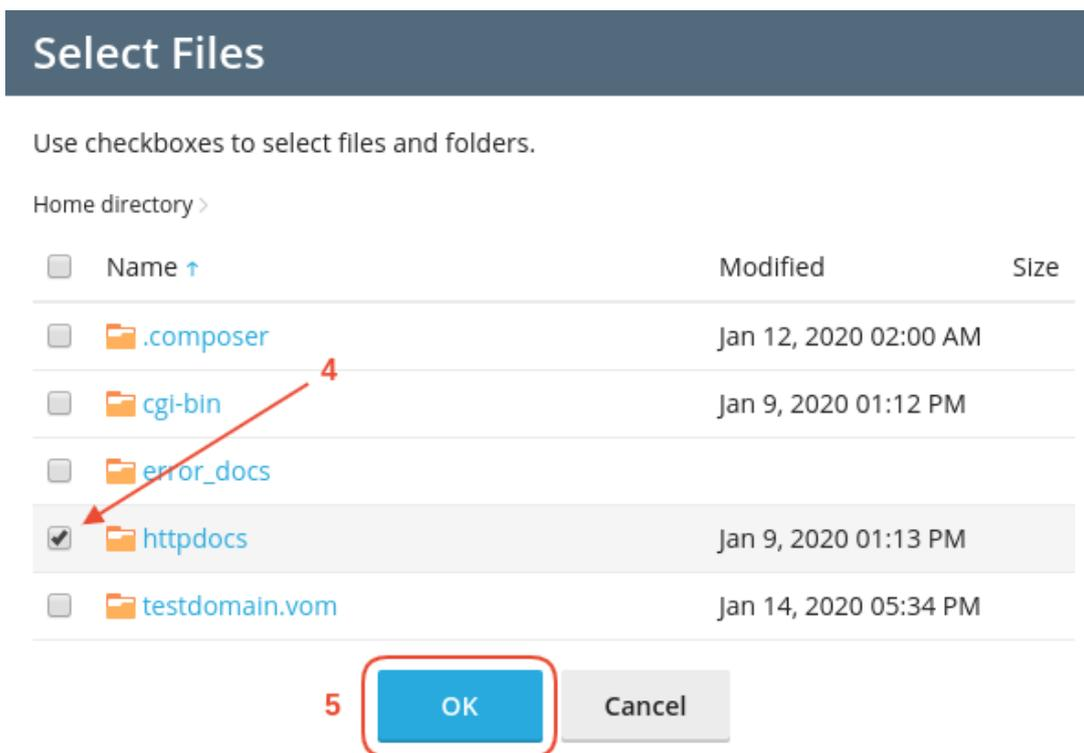 Select Files
Use checkboxes to select files and folders.
Home directory >
Name ↑ Modified Size
.composer Jan 12, 2020 02:00 AM
4
cgi-bin Jan 9, 2020 01:12 PM
error_docs
httpdocs Jan 9, 2020 01:13 PM
testdomain.vom Jan 14, 2020 05:34 PM
5 OK Cancel